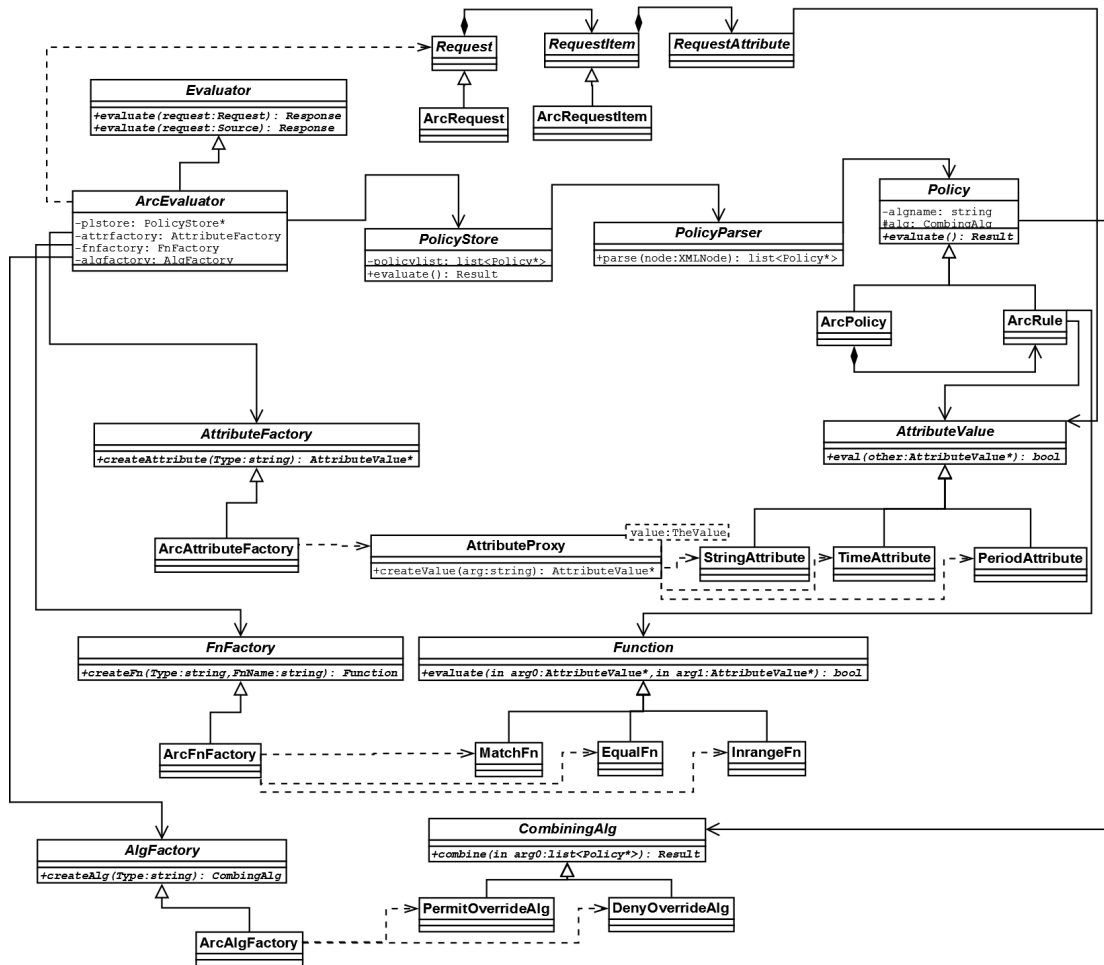 Request
RequestItem
RequestAttribute
Evaluator
+evaluate(request:Request): Response
+evaluate(request:Source): Response
ArcRequest
ArcRequestItem
ArcEvaluator
-plstore: PolicyStore*
-attrfactory: AttributeFactory
-fnfactory: FnFactory
-algfactory: AlgFactory
PolicyStore
-policylist: list<Policy*>
+evaluate(): Result
PolicyParser
+parse(node:XMLNode): list<Policy*>
Policy
-algname: string
#alg: CombingAlg
+evaluate(): Result
ArcPolicy
ArcRule
AttributeFactory
+createAttribute(Type:string): AttributeValue*
AttributeValue
+eval(other:AttributeValue*): bool
ArcAttributeFactory
value:TheValue
AttributeProxy
+createValue(arg:string): AttributeValue*
StringAttribute
TimeAttribute
PeriodAttribute
FnFactory
+createFn(Type:string,FnName:string): Function
Function
+evaluate(in arg0:AttributeValue*,in arg1:AttributeValue*): bool
ArcFnFactory
MatchFn
EqualFn
InrangeFn
AlgFactory
+createAlg(Type:string): CombingAlg
CombiningAlg
+combine(in arg0:list<Policy*>): Result
PermitOverrideAlg
DenyOverrideAlg
ArcAlgFactory